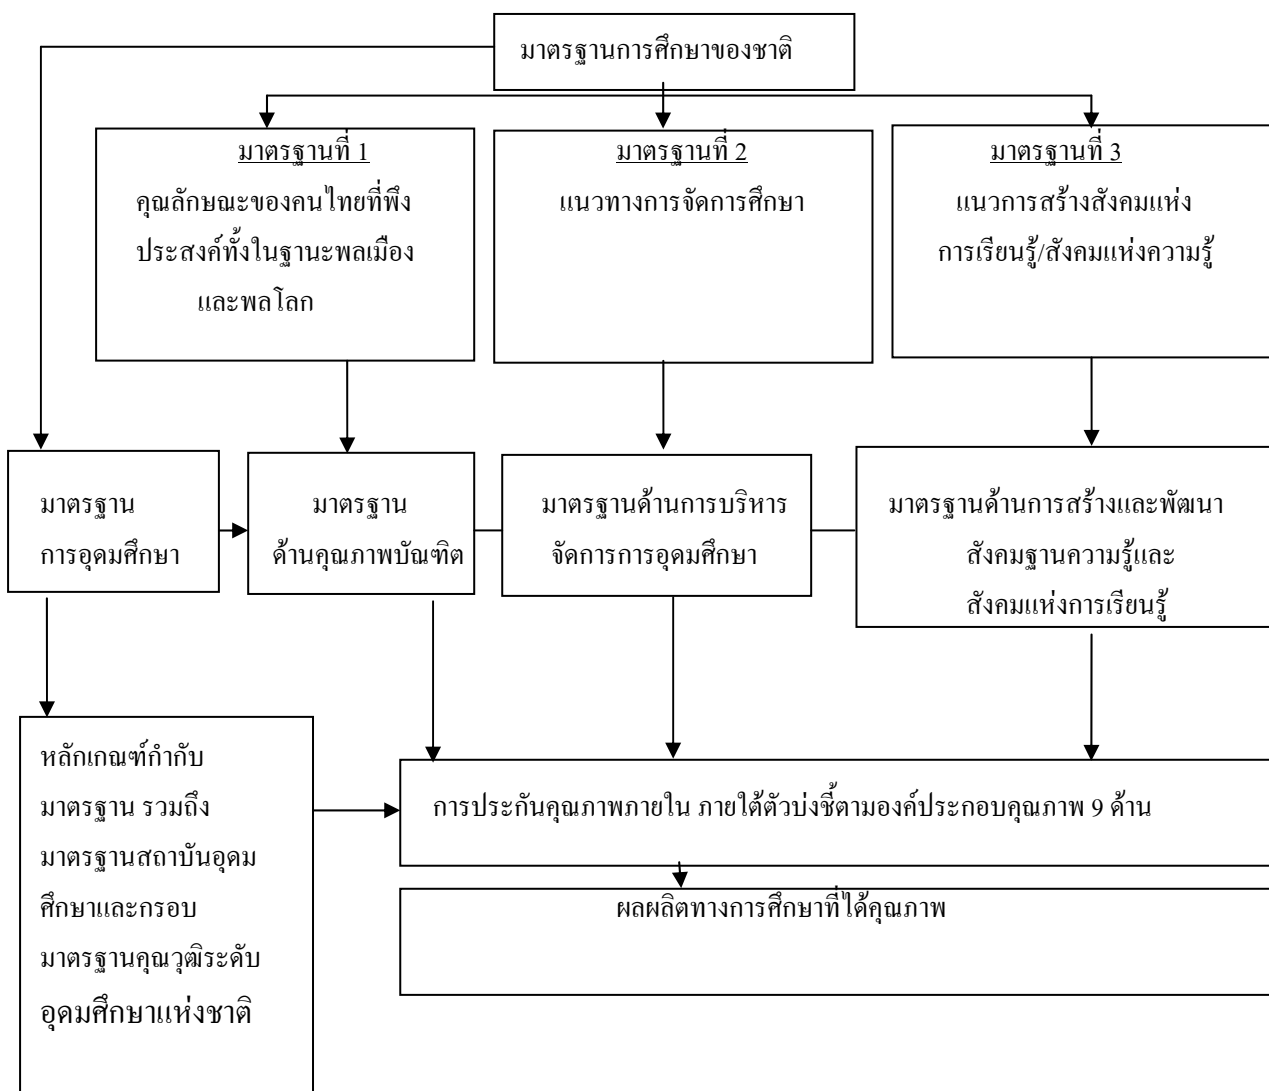 มาตรฐานการศึกษาของชาติ
มาตรฐานที่ 1
คุณลักษณะของคนไทยที่พึง
ประสงค์ทั้งในฐานะพลเมือง
และพลโลก
มาตรฐานที่ 2
แนวทางการจัดการศึกษา
มาตรฐานที่ 3
แนวการสร้างสังคมแห่ง
การเรียนรู้/สังคมแห่งความรู้
มาตรฐาน
การอุดมศึกษา
มาตรฐาน
ด้านคุณภาพบัณฑิต
มาตรฐานด้านการบริหาร
จัดการการอุดมศึกษา
มาตรฐานด้านการสร้างและพัฒนา
สังคมฐานความรู้และ
สังคมแห่งการเรียนรู้
หลักเกณฑ์กำกับ
มาตรฐาน รวมถึง
มาตรฐานสถาบันอุดม
ศึกษาและกรอบ
มาตรฐานคุณวุฒิระดับ
อุดมศึกษาแห่งชาติ
การประกันคุณภาพภายใน ภายใต้ตัวบ่งชี้ตามองค์ประกอบคุณภาพ 9 ด้าน
ผลผลิตทางการศึกษาที่ได้คุณภาพ